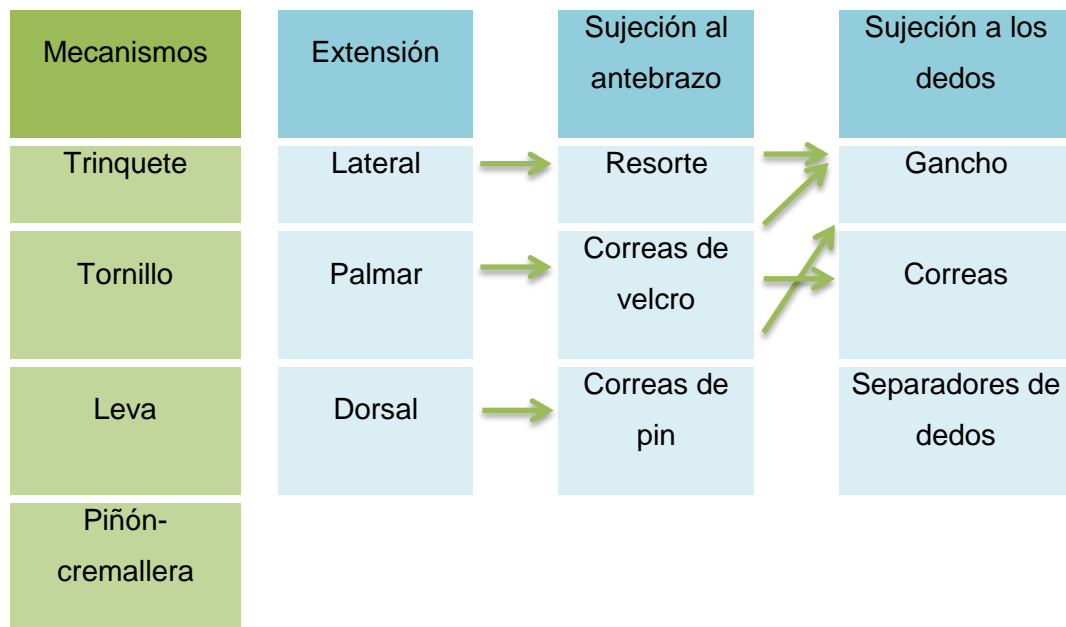 Mecanismos
Extensión
Sujeción al
antebrazo
Sujeción a los
dedos
Trinquete
Lateral
Resorte
Gancho
Tornillo
Palmar
Correas de
velcro
Correas
Leva
Dorsal
Correas de
pin
Separadores de
dedos
Piñón-
cremallera